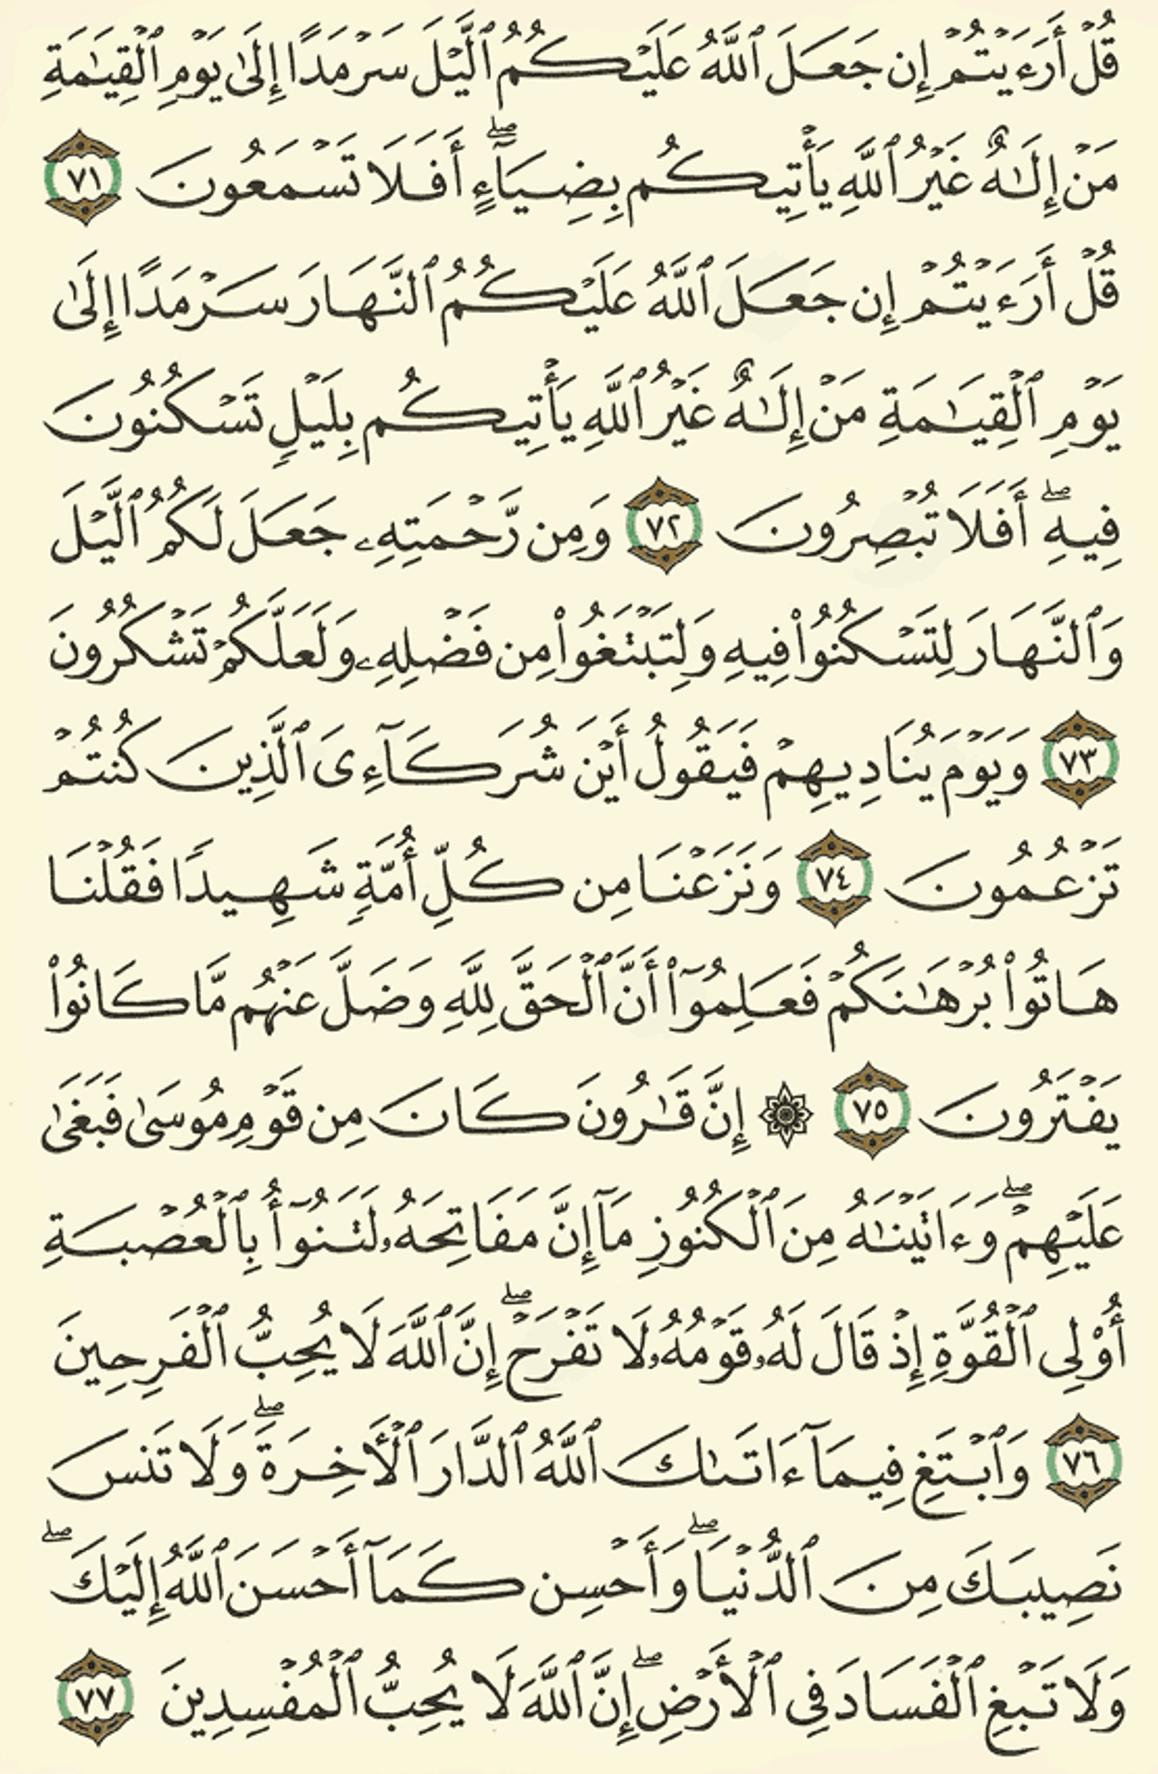 قُلْ أَرَءَيْتُمْ إِن جَعَلَ ٱللَّهُ عَلَيْكُمُ ٱلَّيْلَ سَرْمَدًا إِلَىٰ يَوْمِ ٱلْقِيَٰمَةِ
مَنْ إِلَٰهٌ غَيْرُ ٱللَّهِ يَأْتِيكُم بِضِيَآءٍ ۖ أَفَلَا تَسْمَعُونَ ٧١
قُلْ أَرَءَيْتُمْ إِن جَعَلَ ٱللَّهُ عَلَيْكُمُ ٱلنَّهَارَ سَرْمَدًا إِلَىٰ
يَوْمِ ٱلْقِيَٰمَةِ مَنْ إِلَٰهٌ غَيْرُ ٱللَّهِ يَأْتِيكُم بِلَيْلٍ تَسْكُنُونَ
فِيهِ ۖ أَفَلَا تُبْصِرُونَ ٧٢ وَمِن رَّحْمَتِهِۦ جَعَلَ لَكُمُ ٱلَّيْلَ
وَٱلنَّهَارَ لِتَسْكُنُوا۟ فِيهِ وَلِتَبْتَغُوا۟ مِن فَضْلِهِۦ وَلَعَلَّكُمْ تَشْكُرُونَ
٧٣ وَيَوْمَ يُنَادِيهِمْ فَيَقُولُ أَيْنَ شُرَكَآءِىَ ٱلَّذِينَ كُنتُمْ
تَزْعُمُونَ ٧٤ وَنَزَعْنَا مِن كُلِّ أُمَّةٍ شَهِيدًا فَقُلْنَا
هَاتُوا۟ بُرْهَٰنَكُمْ فَعَلِمُوٓا۟ أَنَّ ٱلْحَقَّ لِلَّهِ وَضَلَّ عَنْهُم مَّا كَانُوا۟
يَفْتَرُونَ ٧٥ ۞ إِنَّ قَٰرُونَ كَانَ مِن قَوْمِ مُوسَىٰ فَبَغَىٰ
عَلَيْهِمْ ۖ وَءَاتَيْنَٰهُ مِنَ ٱلْكُنُوزِ مَآ إِنَّ مَفَاتِحَهُۥ لَتَنُوٓأُ بِٱلْعُصْبَةِ
أُو۟لِى ٱلْقُوَّةِ إِذْ قَالَ لَهُۥ قَوْمُهُۥ لَا تَفْرَحْ ۖ إِنَّ ٱللَّهَ لَا يُحِبُّ ٱلْفَرِحِينَ
٧٦ وَٱبْتَغِ فِيمَآ ءَاتَىٰكَ ٱللَّهُ ٱلدَّارَ ٱلْأَخِرَةَ ۖ وَلَا تَنسَ
نَصِيبَكَ مِنَ ٱلدُّنْيَا ۖ وَأَحْسِن كَمَآ أَحْسَنَ ٱللَّهُ إِلَيْكَ ۖ
وَلَا تَبْغِ ٱلْفَسَادَ فِى ٱلْأَرْضِ ۖ إِنَّ ٱللَّهَ لَا يُحِبُّ ٱلْمُفْسِدِينَ ٧٧